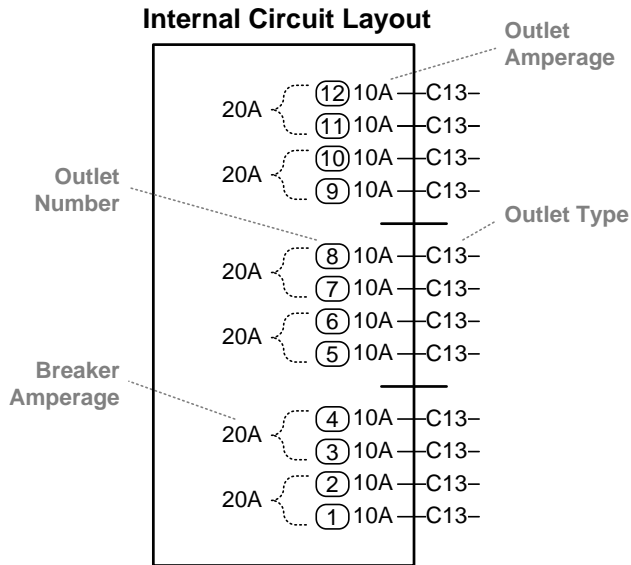 Internal Circuit Layout
Outlet
Amperage
12 10A C13
20A
11 10A C13
10 10A C13
20A
9 10A C13
Outlet
Number
Outlet Type
8 10A C13
20A
7 10A C13
6 10A C13
20A
5 10A C13
Breaker
Amperage
4 10A C13
20A
3 10A C13
2 10A C13
20A
1 10A C13